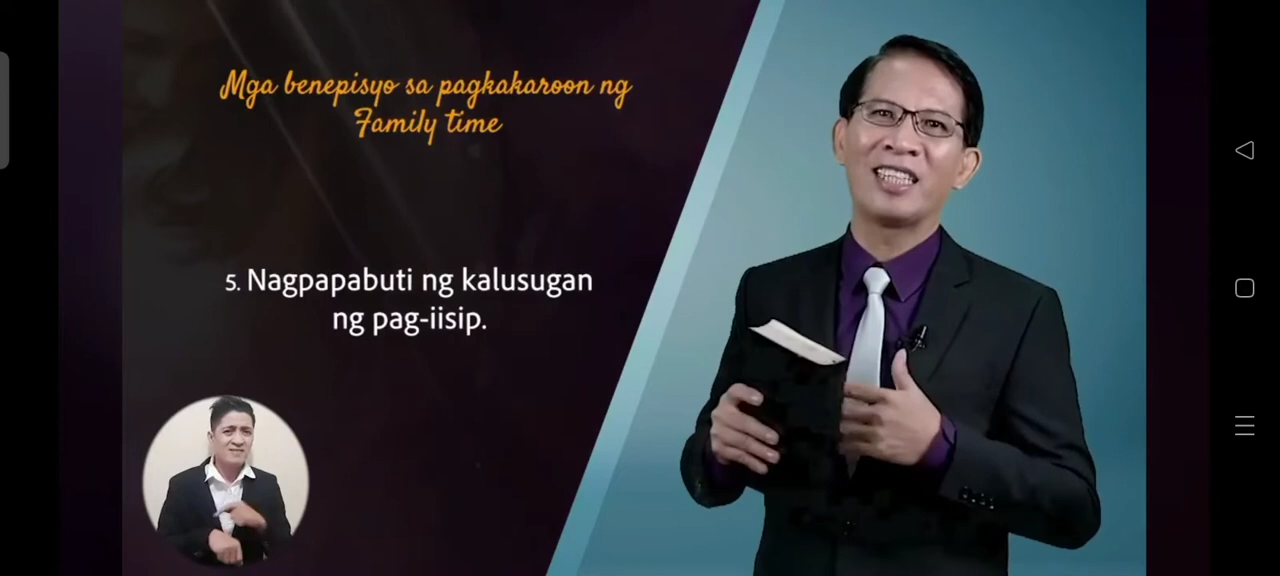 Mga benepisyo sa pagkakaroon ng
Family time
5. Nagpapabuti ng kalusugan
ng pag-iisip.